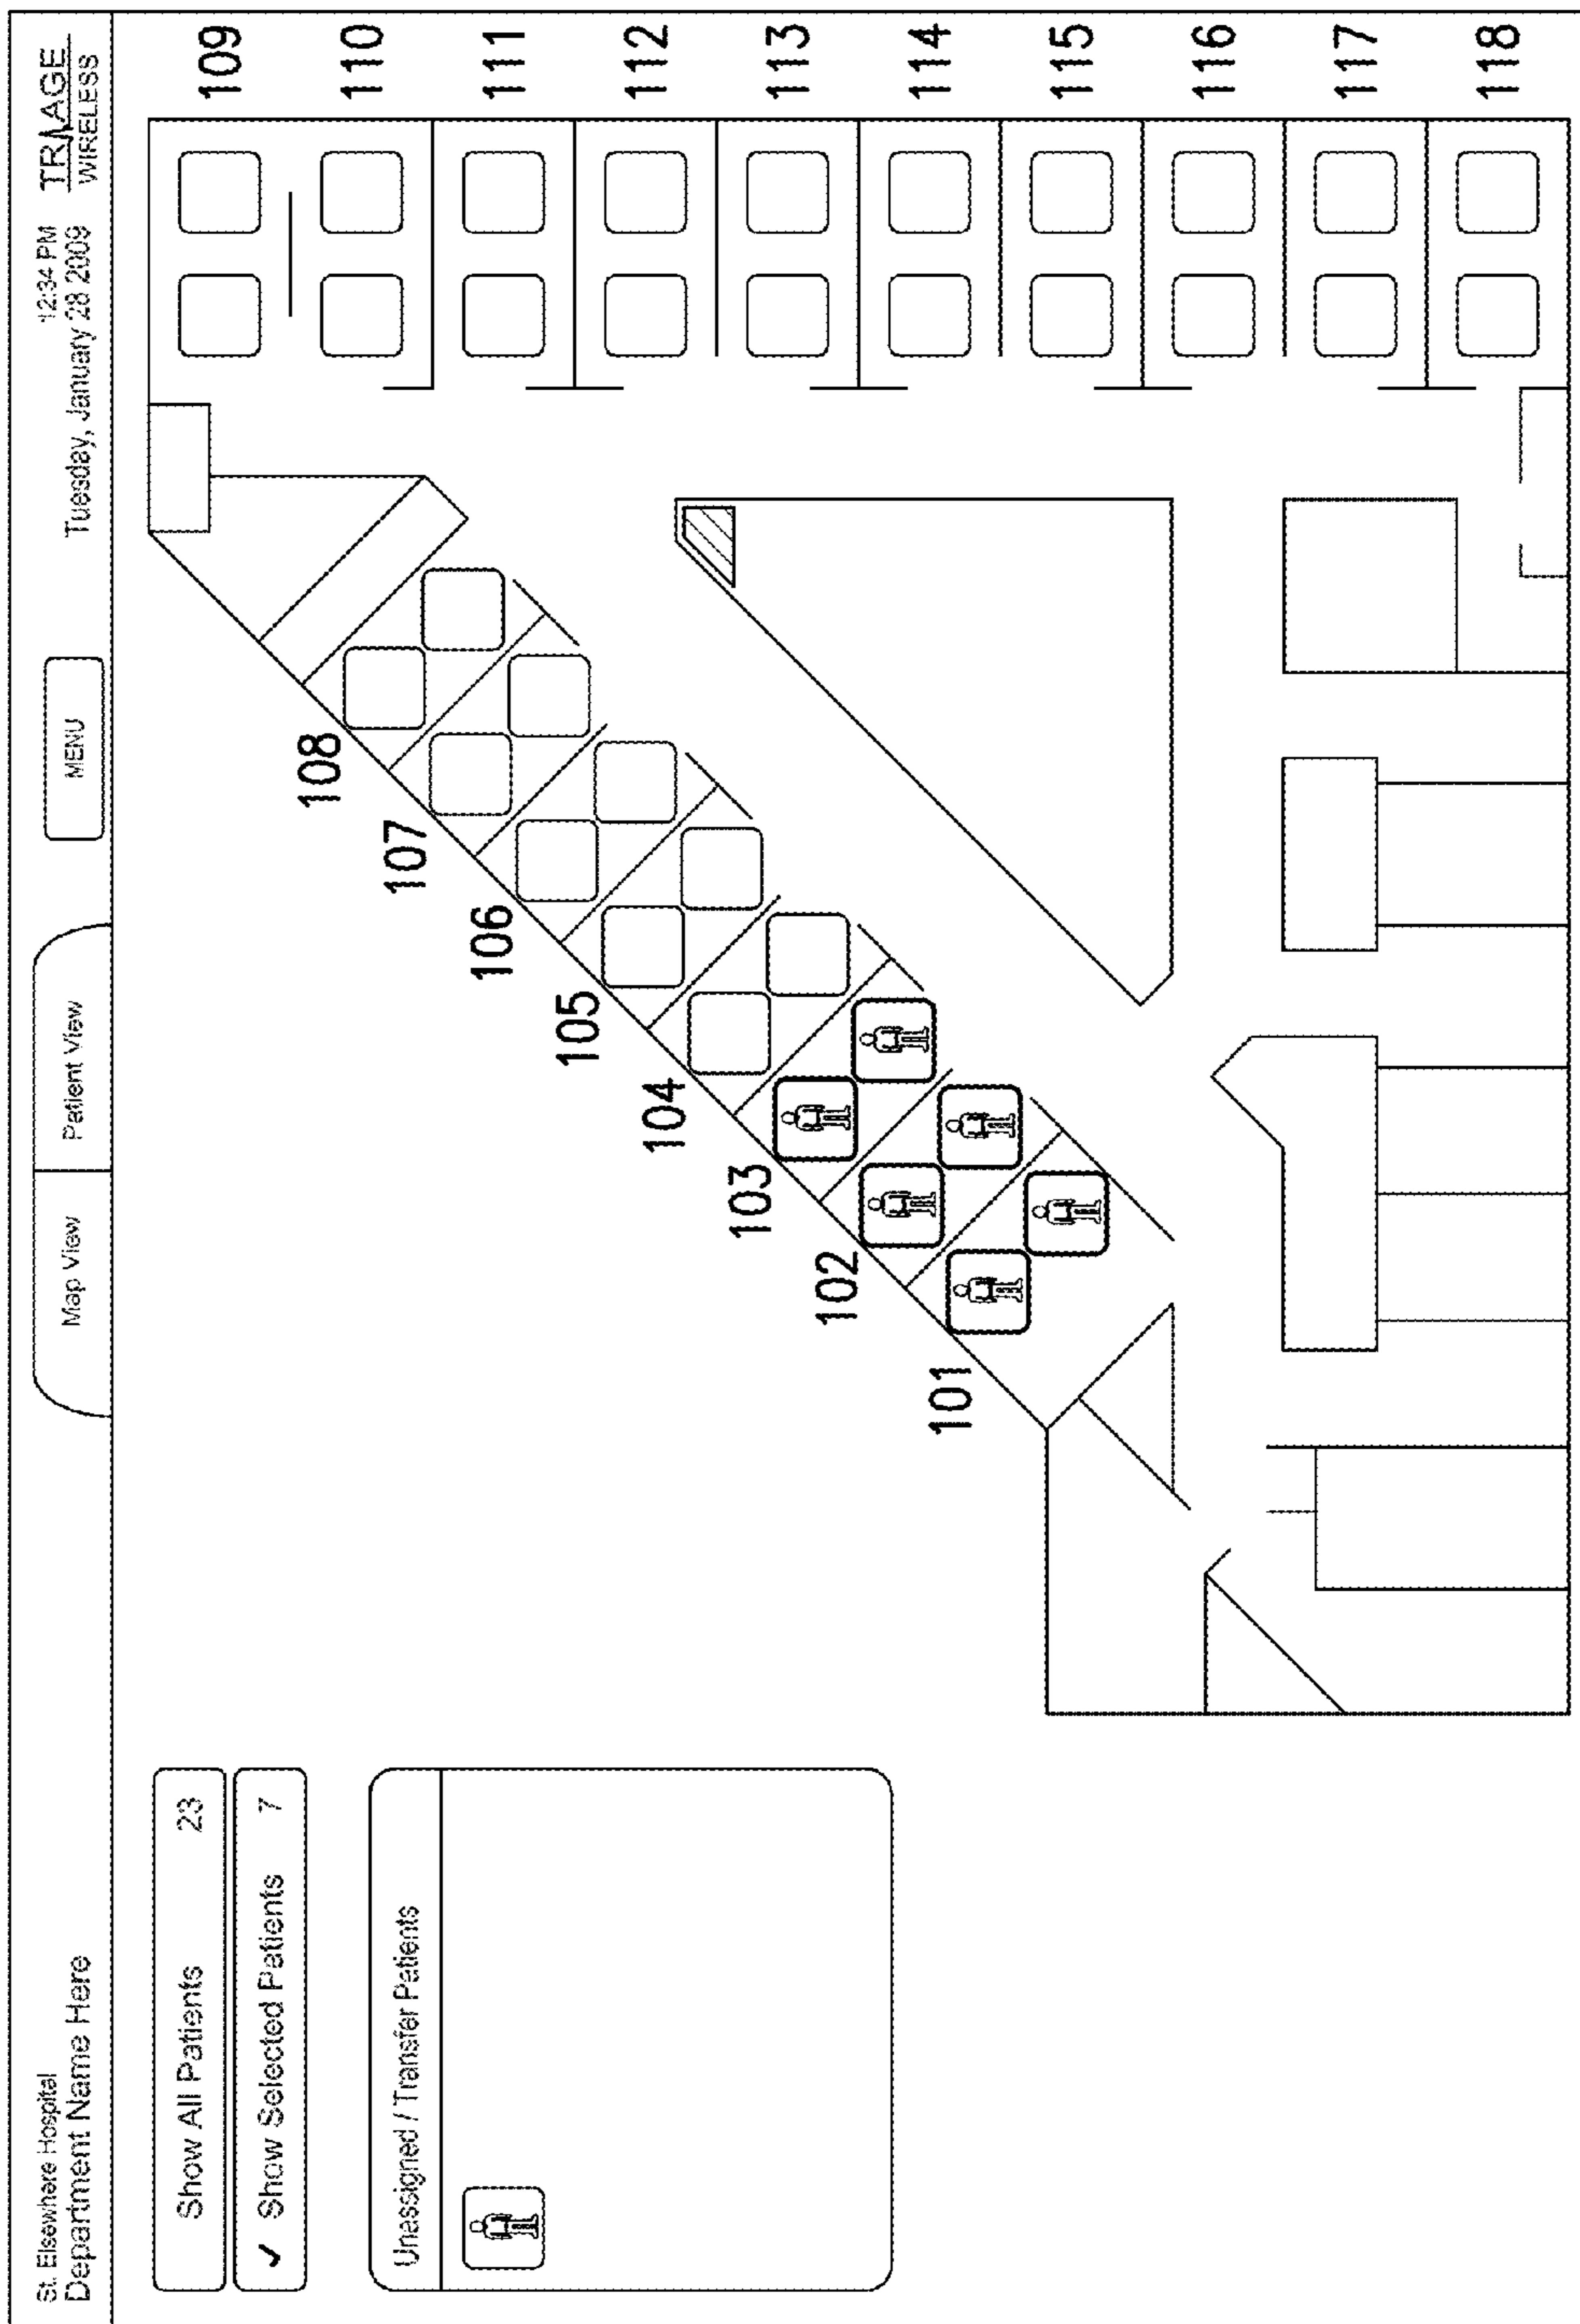 St. Elsewhere Hospital
Department Name Here
Map View
Patient View
MENU
12:34 PM
Tuesday, January 28 2009
TRIAGE
WIRELESS
Show All Patients 23
✓ Show Selected Patients 7
Unassigned / Transfer Patients
101
102
103
104
105
106
107
108
109
110
111
112
113
114
115
116
117
118